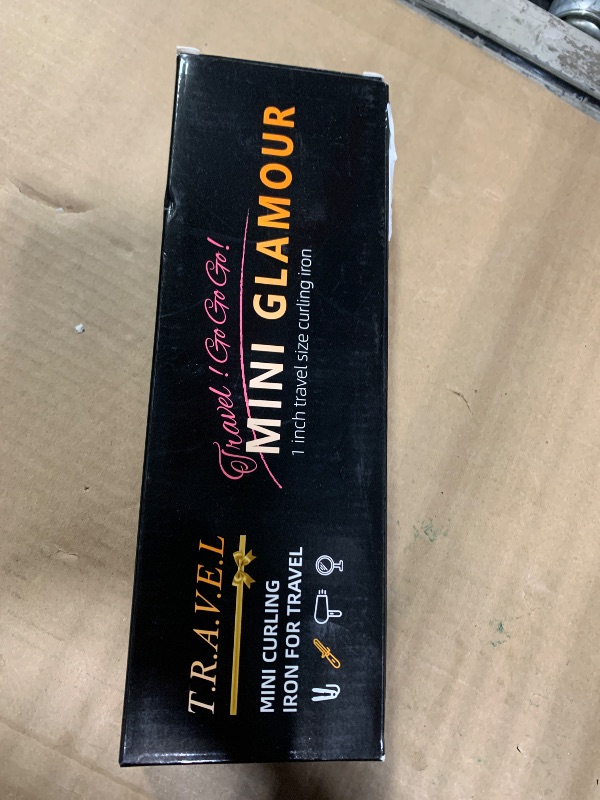 T.R.A.V.E.L
MINI CURLING
IRON FOR TRAVEL
Travel ! Go Go Go!
MINI GLAMOUR
1 inch travel size curling iron